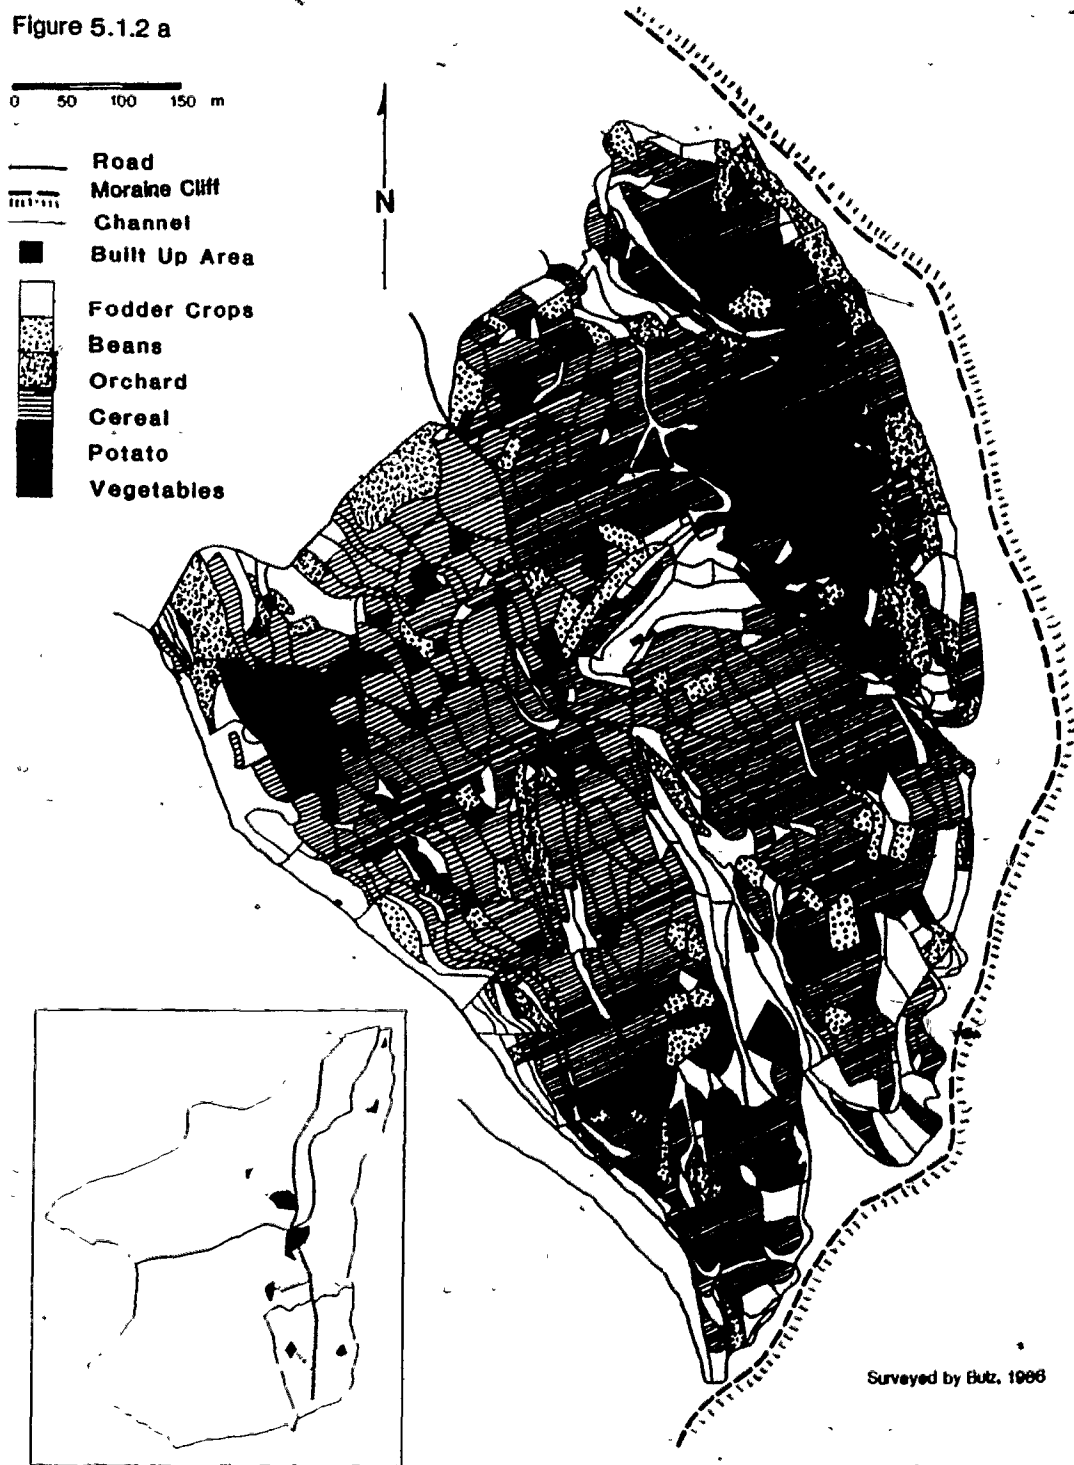 Figure 5.1.2 a
0 50 100 150 m
N
Road
Moraine Cliff
Channel
Built Up Area
Fodder Crops
Beans
Orchard
Cereal
Potato
Vegetables
Surveyed by Butz, 1986